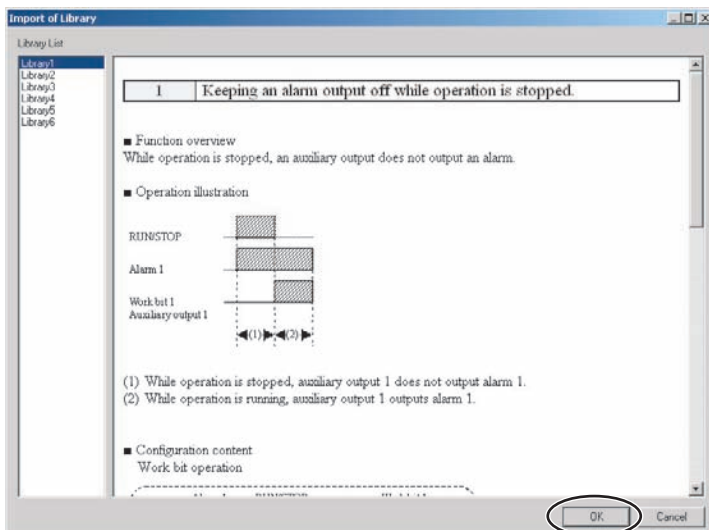 Import of Library
Library List
Library1
Library2
Library3
Library4
Library5
Library6
1 Keeping an alarm output off while operation is stopped.
■ Function overview
While operation is stopped, an auxiliary output does not output an alarm.
■ Operation illustration
RUN/STOP
Alarm 1
Work bit 1
Auxiliary output 1
(1) (2)
(1) While operation is stopped, auxiliary output 1 does not output alarm 1.
(2) While operation is running, auxiliary output 1 outputs alarm 1.
■ Configuration content
Work bit operation
OK Cancel